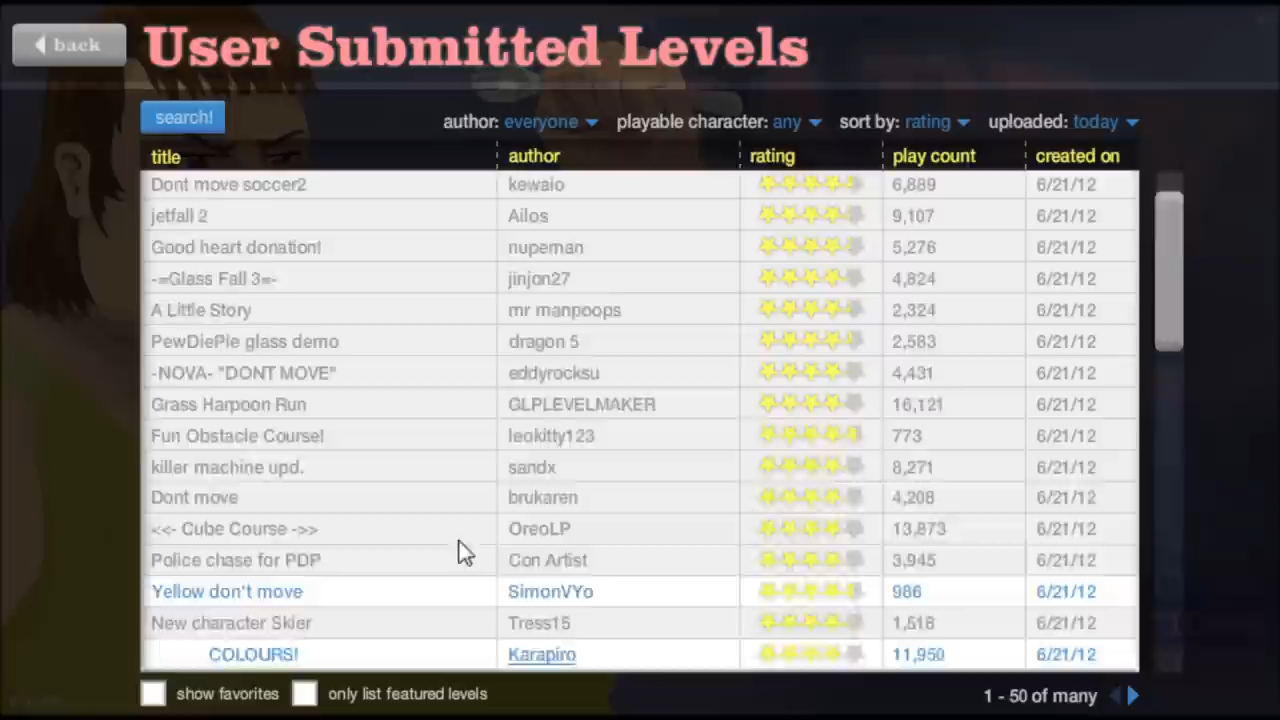 back
User Submitted Levels
search!
author: everyone playable character: any sort by: rating uploaded: today
title author rating play count created on
Dont move soccer2 kewaio 6,889 6/21/12
jetfall 2 Ailos 9,107 6/21/12
Good heart donation! nupeman 5,276 6/21/12
-=Glass Fall 3=- jinjon27 4,824 6/21/12
A Little Story mr manpoops 2,324 6/21/12
PewDiePie glass demo dragon 5 2,583 6/21/12
-NOVA- "DONT MOVE" eddyrocksu 4,431 6/21/12
Grass Harpoon Run GLPLEVELMAKER 16,121 6/21/12
Fun Obstacle Course! leokitty123 773 6/21/12
killer machine upd. sandx 8,271 6/21/12
Dont move brukaren 4,208 6/21/12
<<- Cube Course ->> OreoLP 13,873 6/21/12
Police chase for PDP Con Artist 3,945 6/21/12
Yellow don't move SimonVYo 986 6/21/12
New character Skier Tress15 1,518 6/21/12
COLOURS! Karapiro 11,950 6/21/12
show favorites only list featured levels 1 - 50 of many